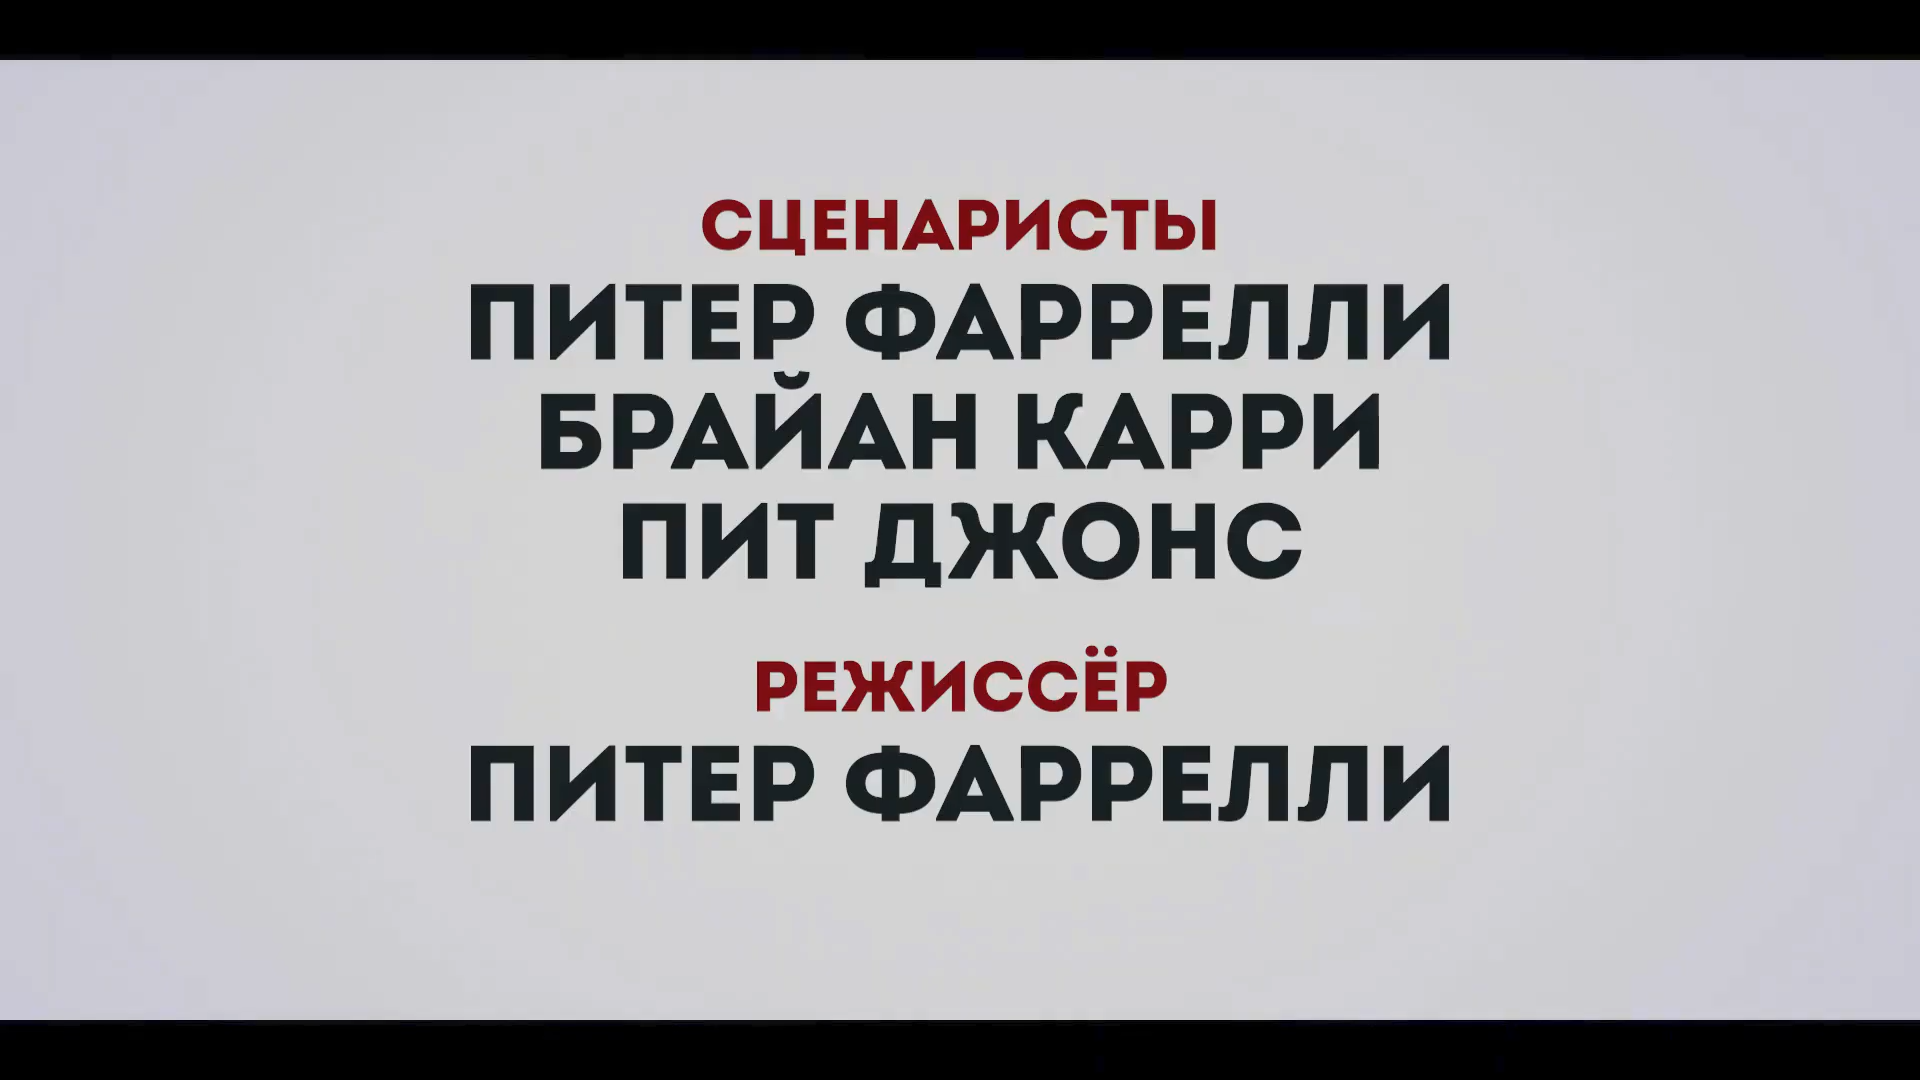 СЦЕНАРИСТЫ
ПИТЕР ФАРРЕЛЛИ
БРАЙАН КАРРИ
ПИТ ДЖОНС
РЕЖИССЁР
ПИТЕР ФАРРЕЛЛИ